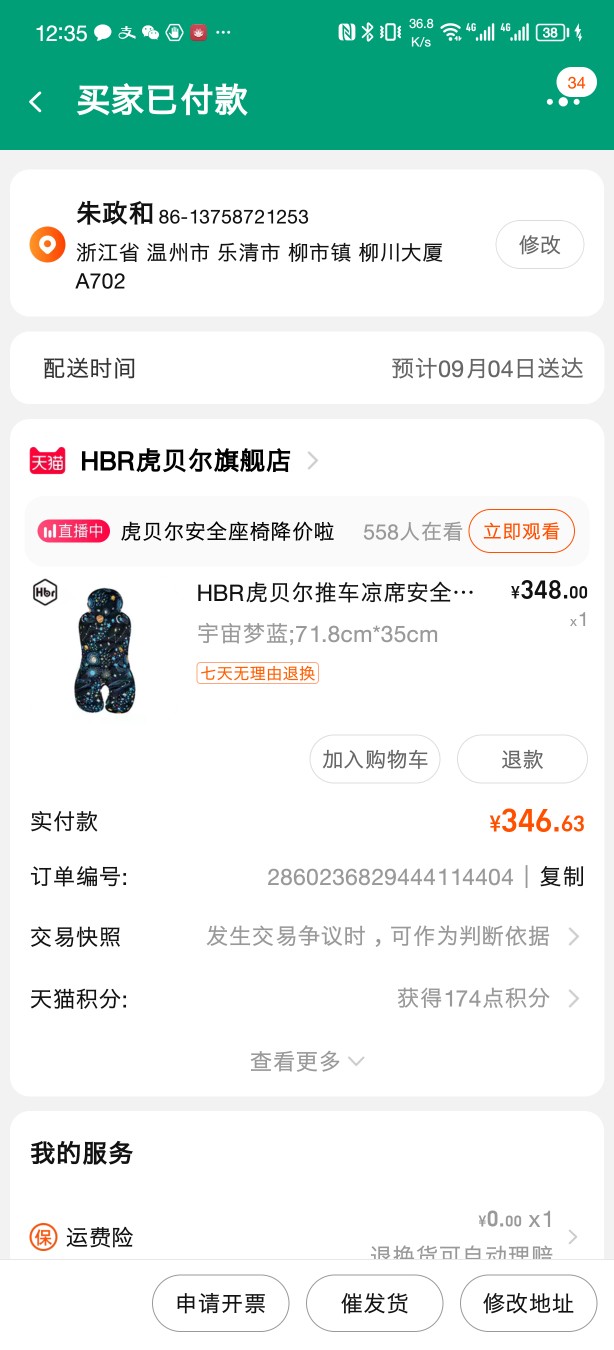 12:35 36.8 K/s 4G 4G 38
买家已付款
34
朱政和 86-13758721253
浙江省 温州市 乐清市 柳市镇 柳川大厦
A702
修改
配送时间 预计09月04日送达
天猫 HBR虎贝尔旗舰店
直播中 虎贝尔安全座椅降价啦 558人在看 立即观看
Hbr
HBR虎贝尔推车凉席安全… ¥348.00
宇宙梦蓝;71.8cm*35cm x1
七天无理由退换
加入购物车 退款
实付款 ¥346.63
订单编号: 2860236829444114404 | 复制
交易快照 发生交易争议时，可作为判断依据
天猫积分: 获得174点积分
查看更多
我的服务
保 运费险 ¥0.00 x1
退换货可自动理赔
申请开票 催发货 修改地址